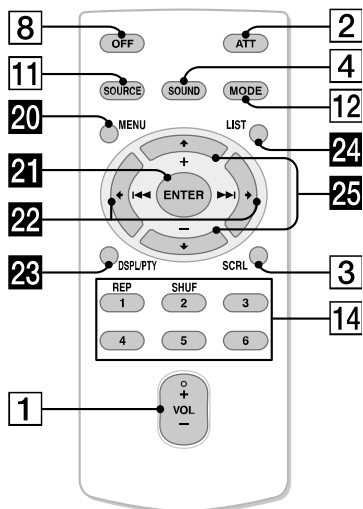 8
2
OFF
ATT
11
4
SOURCE
SOUND
MODE
12
20
MENU
LIST
24
21
+
ENTER
25
22
−
23
DSPL/PTY
SCRL
3
REP
SHUF
1
2
3
14
4
5
6
1
+
VOL
−